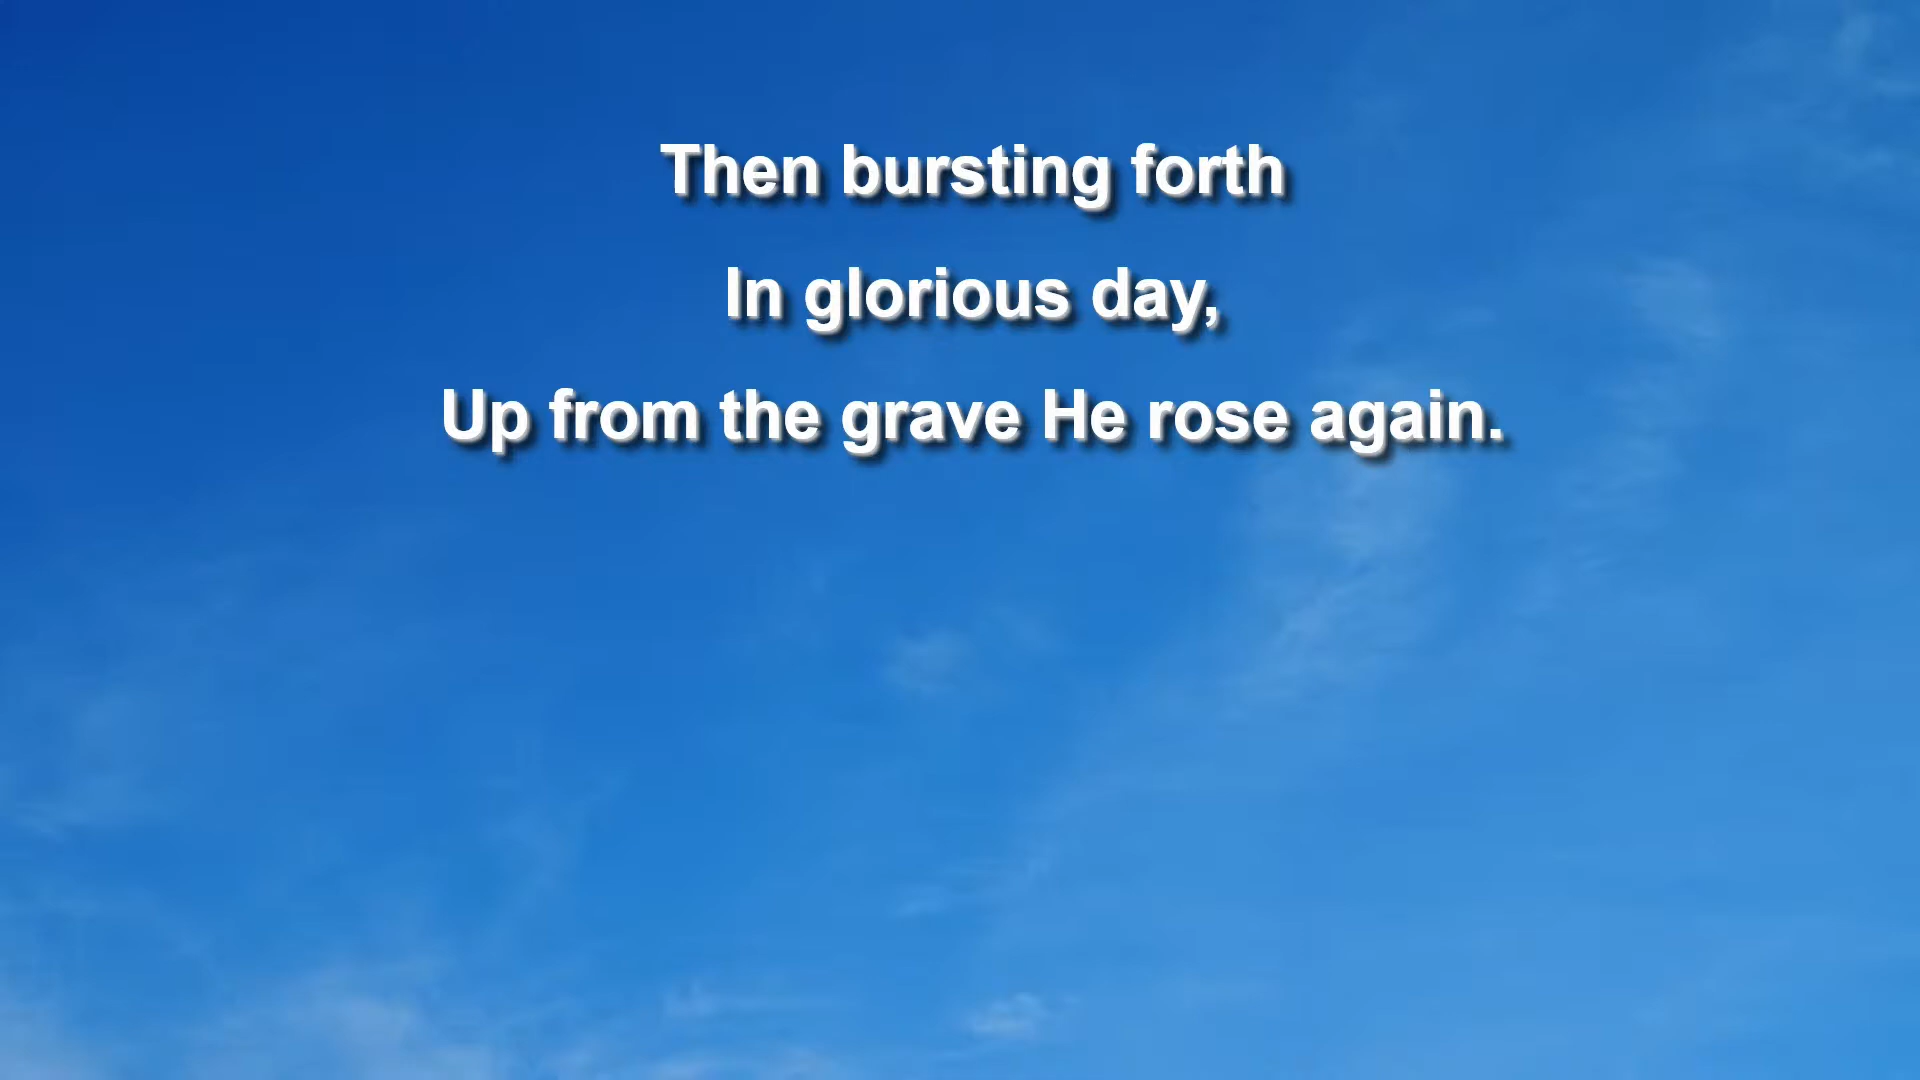 Then bursting forth
In glorious day,
Up from the grave He rose again.